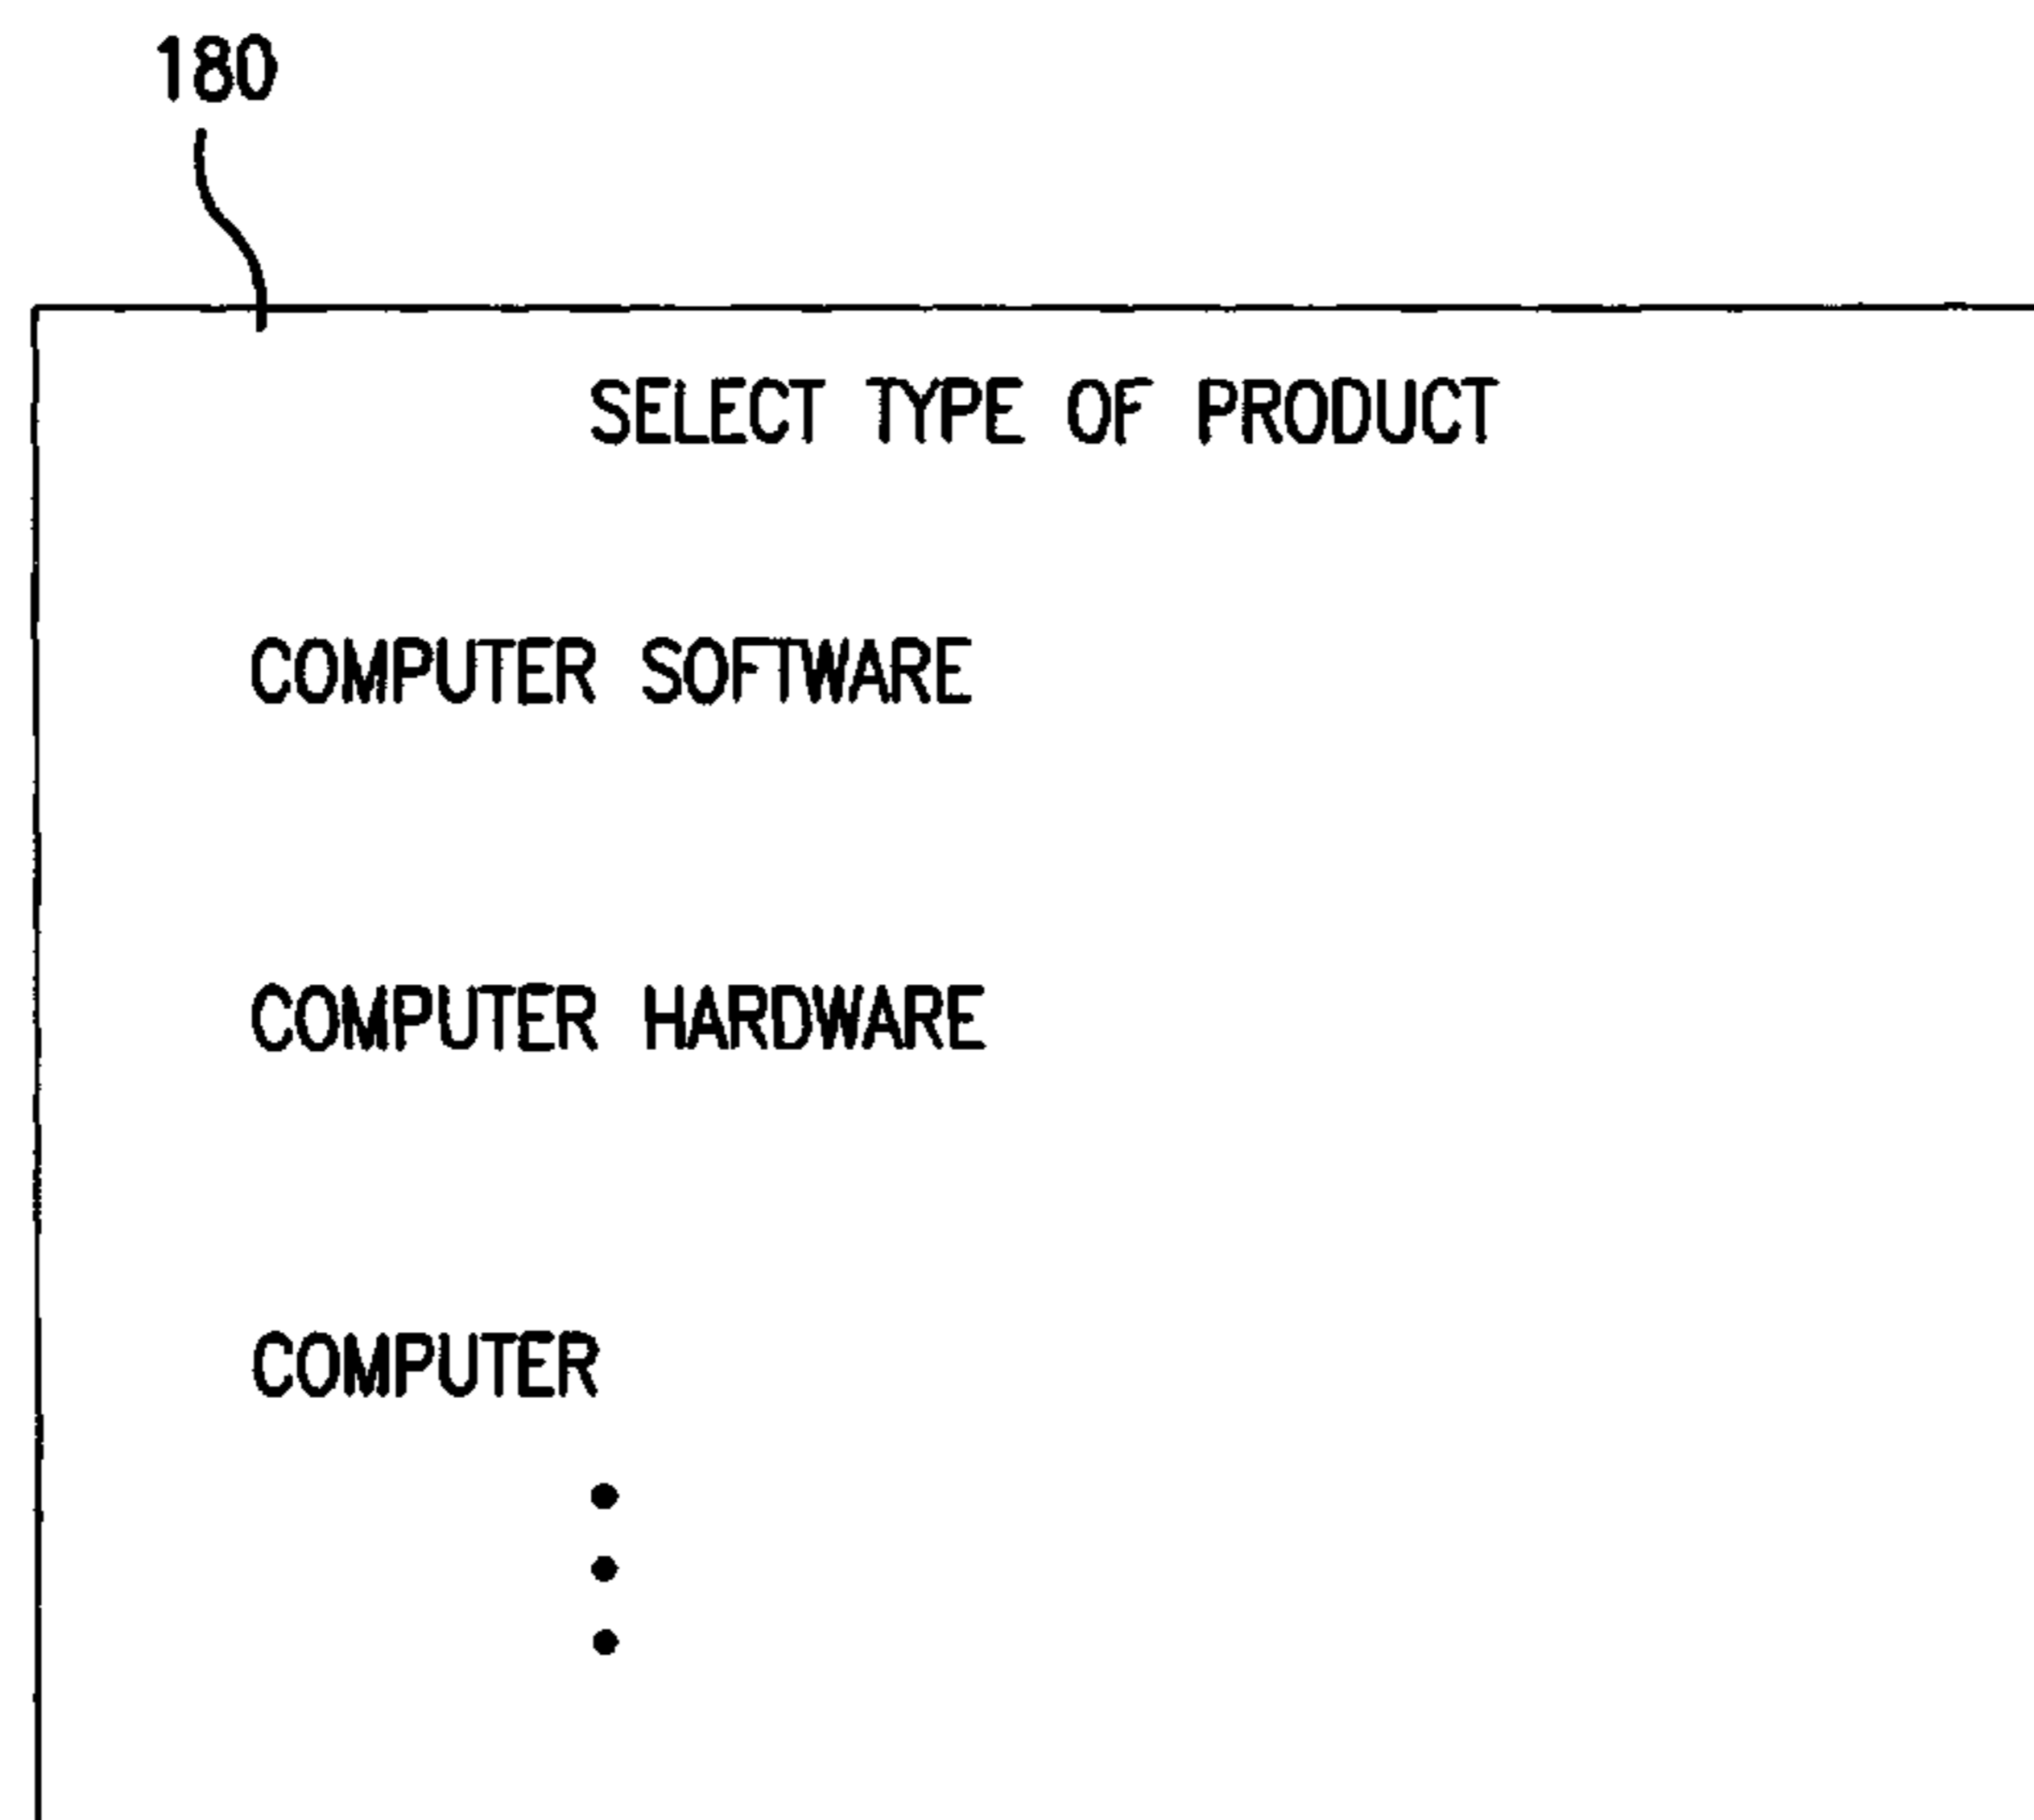 180
SELECT TYPE OF PRODUCT
COMPUTER SOFTWARE
COMPUTER HARDWARE
COMPUTER